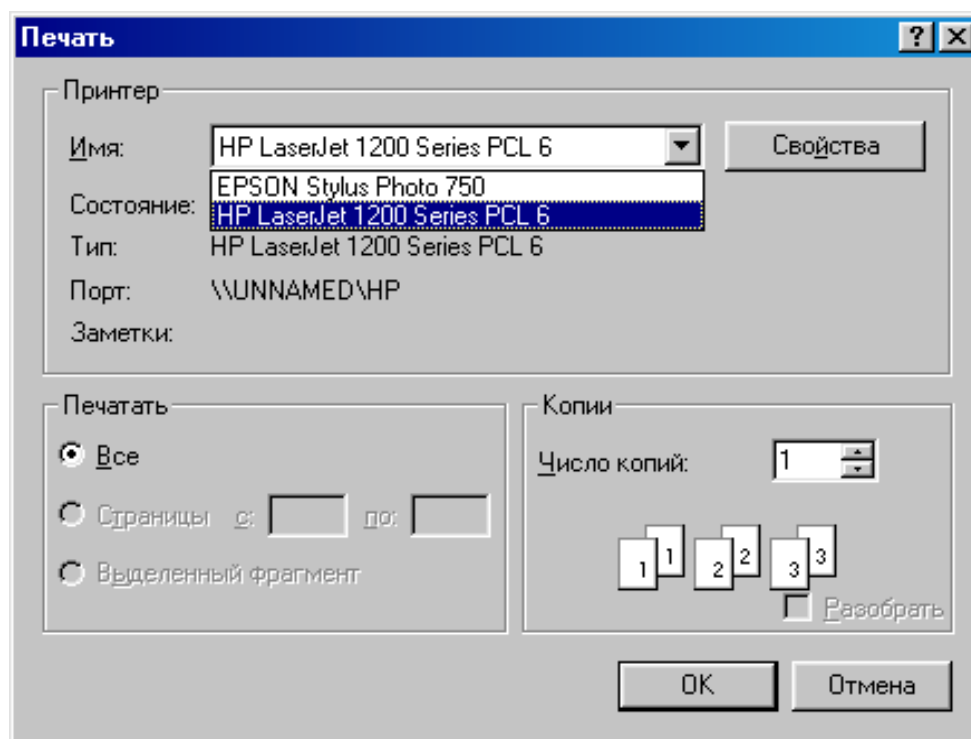 Печать
Принтер
Имя: HP LaserJet 1200 Series PCL 6 Свойства
EPSON Stylus Photo 750
Состояние: HP LaserJet 1200 Series PCL 6
Тип: HP LaserJet 1200 Series PCL 6
Порт: \\UNNAMED\HP
Заметки:
Печатать
Все
Страницы с: по:
Выделенный фрагмент
Копии
Число копий: 1
1 1 2 2 3 3
Разобрать
OK Отмена